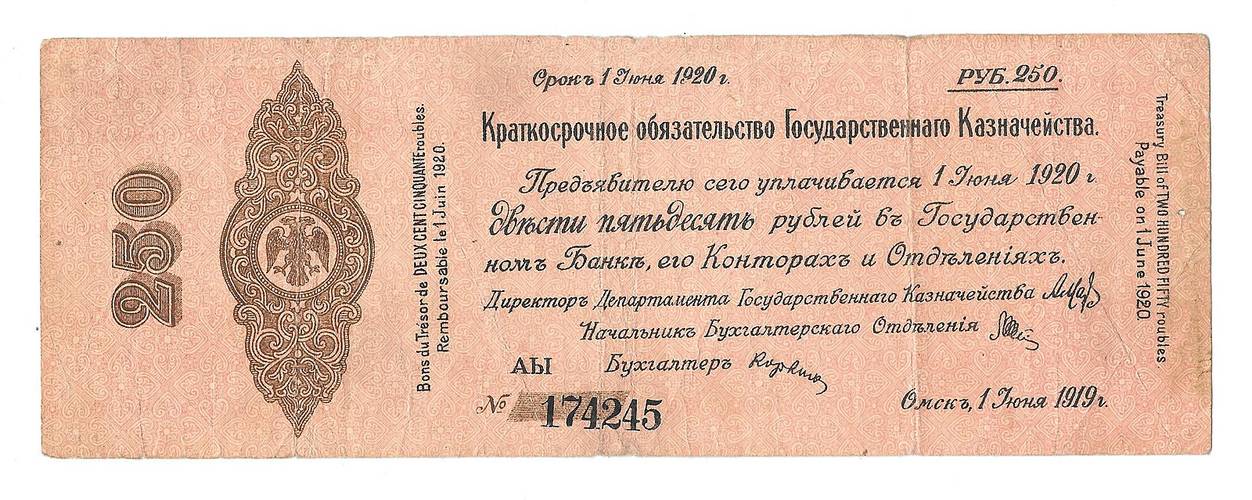 250
Bons du Trésor de DEUX CENT CINQUANTE roubles.
Remboursable le 1 Juin 1920.
Срокъ 1 Іюня 1920 г.
РУБ. 250.
Краткосрочное обязательство Государственнаго Казначейства.
Предъявителю сего уплачивается 1 Іюня 1920 г.
двѣсти пятьдесятъ рублей въ Государствен-
номъ Банкѣ, его Конторахъ и Отдѣленіяхъ.
Директоръ Департамента Государственнаго Казначейства
Начальникъ Бухгалтерскаго Отдѣленія
АЫ Бухгалтеръ
№ 174245
Омскъ, 1 Іюня 1919 г.
Treasury Bill of TWO HUNDRED FIFTY roubles.
Payable on 1 June 1920.